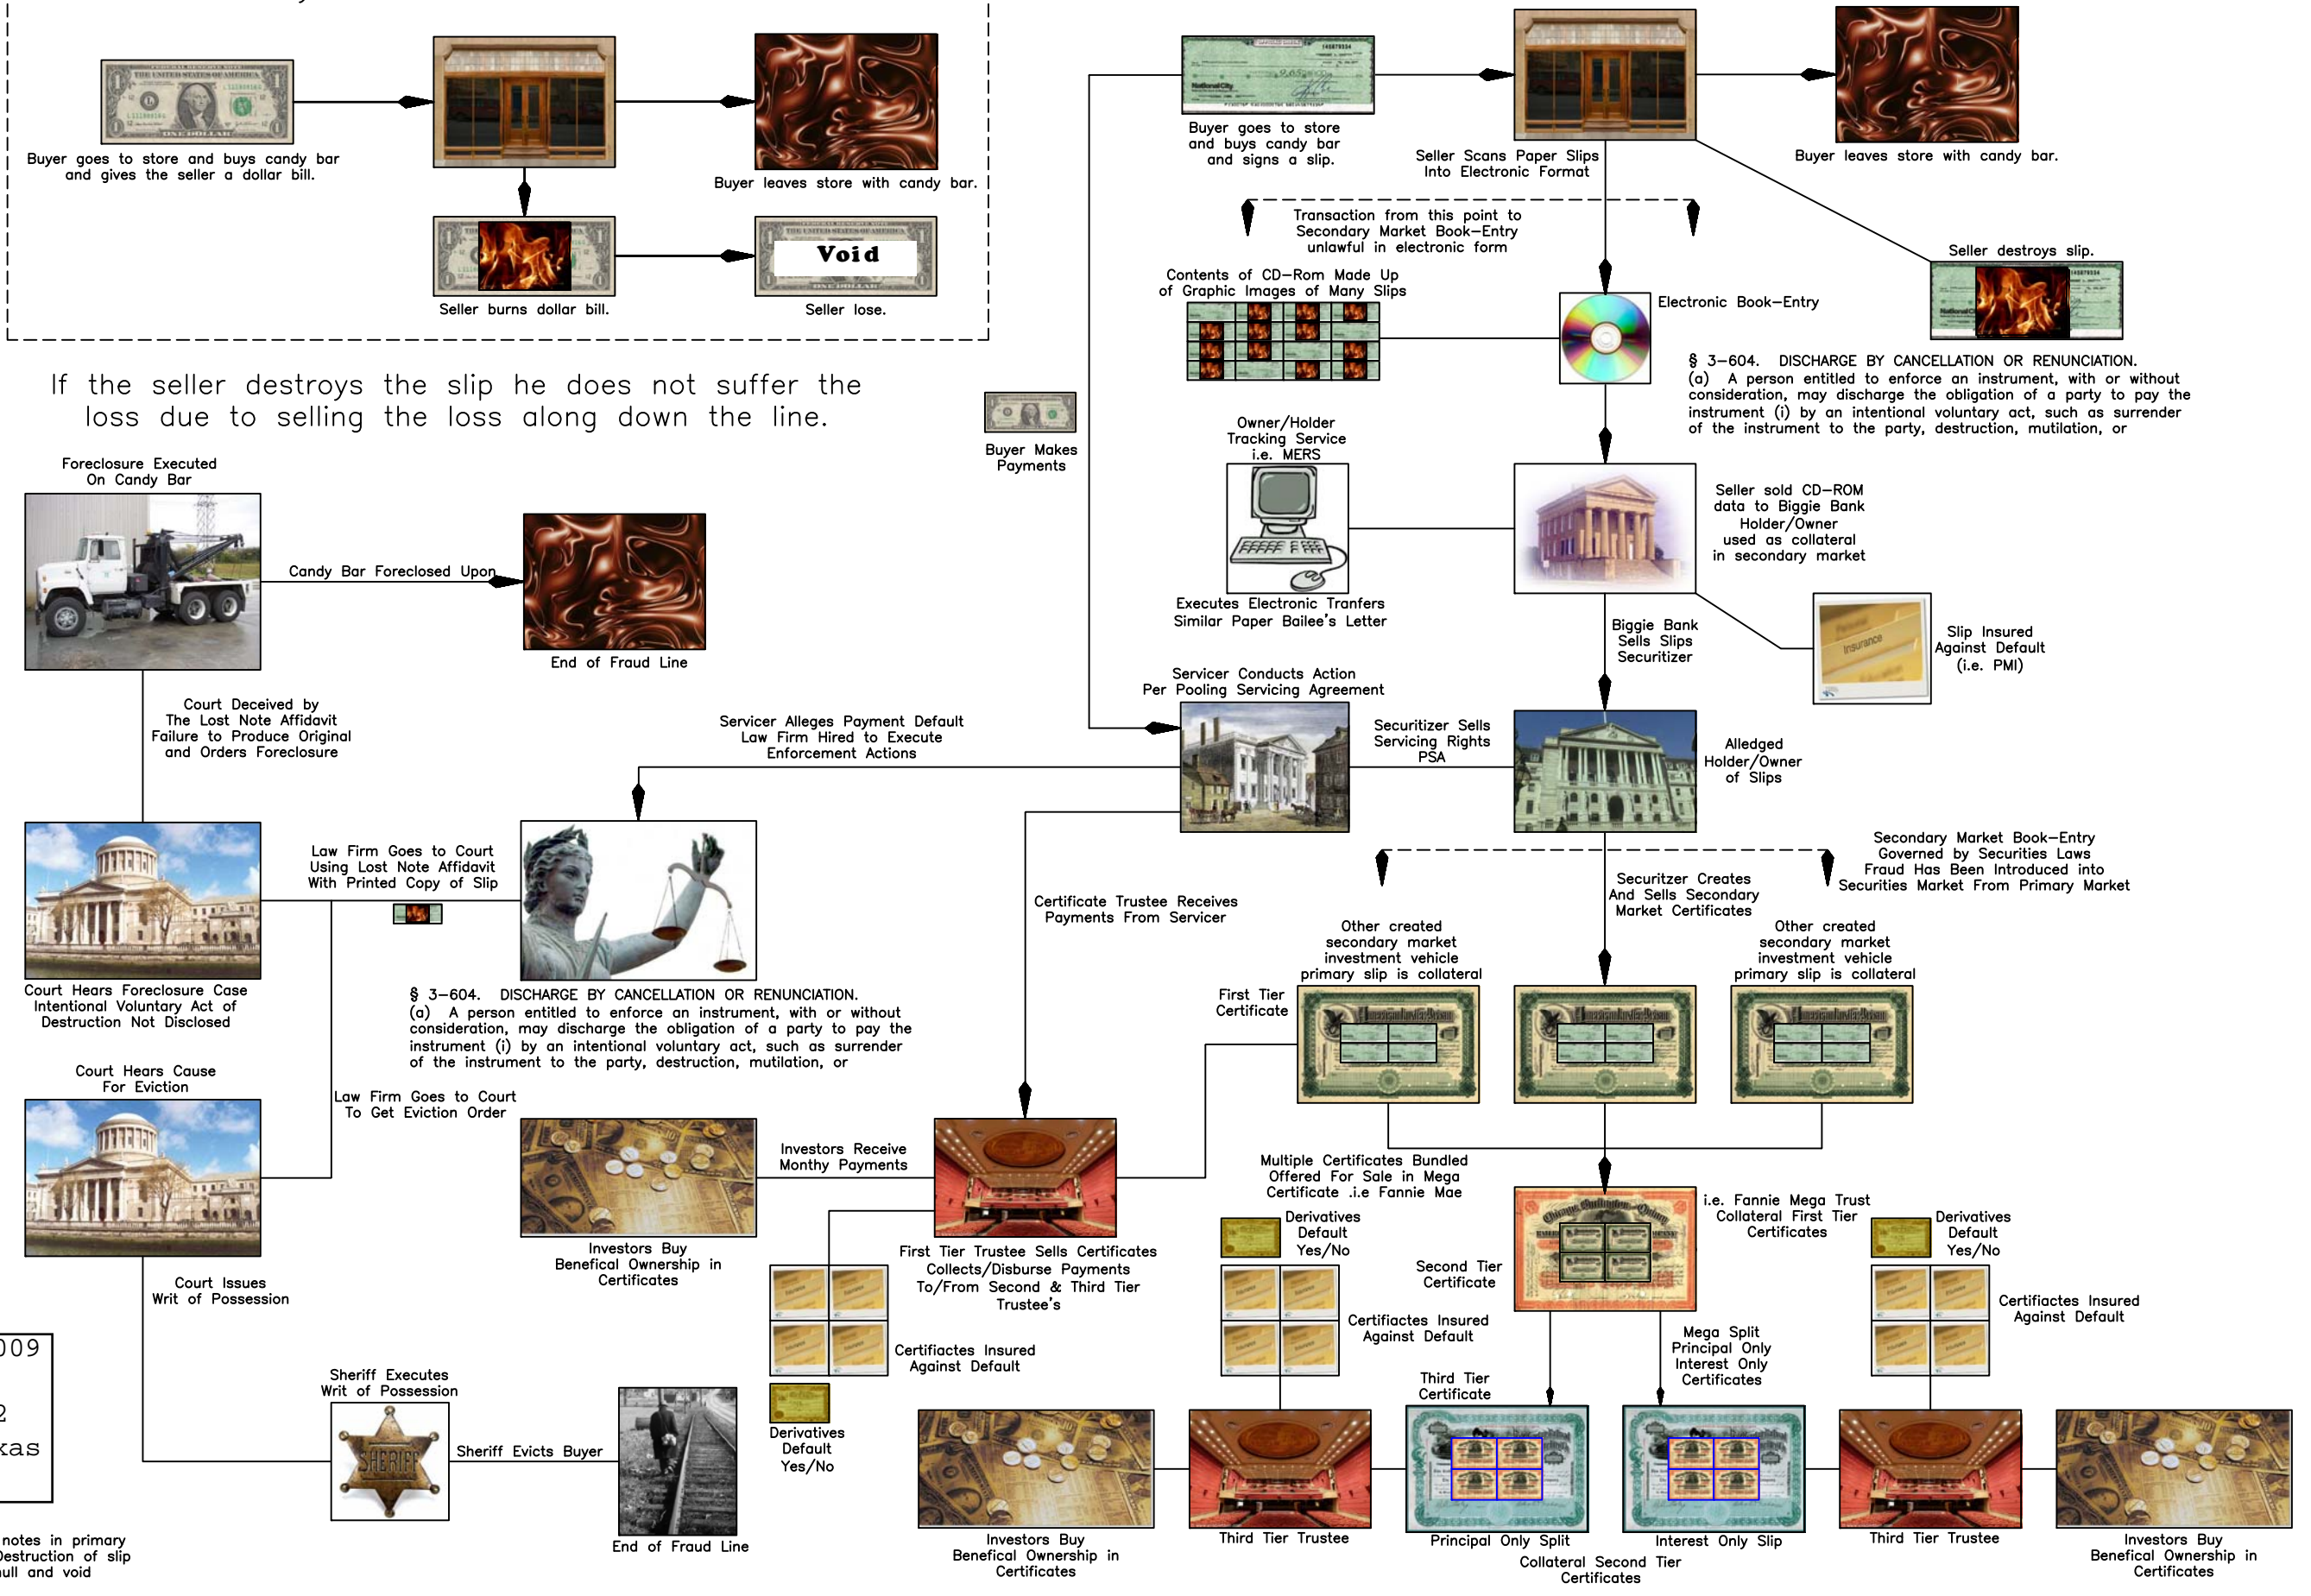 Buyer goes to store and buys candy bar
and gives the seller a dollar bill.
Buyer leaves store with candy bar.
Seller burns dollar bill.
Void
Seller lose.
If the seller destroys the slip he does not suffer the
loss due to selling the loss along down the line.
Buyer goes to store
and buys candy bar
and signs a slip.
Seller Scans Paper Slips
Into Electronic Format
Buyer leaves store with candy bar.
Transaction from this point to
Secondary Market Book-Entry
unlawful in electronic form
Seller destroys slip.
Contents of CD-Rom Made Up
of Graphic Images of Many Slips
Electronic Book-Entry
§ 3-604. DISCHARGE BY CANCELLATION OR RENUNCIATION.
(a) A person entitled to enforce an instrument, with or without
consideration, may discharge the obligation of a party to pay the
instrument (i) by an intentional voluntary act, such as surrender
of the instrument to the party, destruction, mutilation, or
Buyer Makes
Payments
Owner/Holder
Tracking Service
i.e. MERS
Executes Electronic Tranfers
Similar Paper Bailee's Letter
Seller sold CD-ROM
data to Biggie Bank
Holder/Owner
used as collateral
in secondary market
Biggie Bank
Sells Slips
Securitizer
Insurance
Slip Insured
Against Default
(i.e. PMI)
Foreclosure Executed
On Candy Bar
Candy Bar Foreclosed Upon
End of Fraud Line
Court Deceived by
The Lost Note Affidavit
Failure to Produce Original
and Orders Foreclosure
Servicer Alleges Payment Default
Law Firm Hired to Execute
Enforcement Actions
Servicer Conducts Action
Per Pooling Servicing Agreement
Securitizer Sells
Servicing Rights
PSA
Alledged
Holder/Owner
of Slips
Law Firm Goes to Court
Using Lost Note Affidavit
With Printed Copy of Slip
Court Hears Foreclosure Case
Intentional Voluntary Act of
Destruction Not Disclosed
§ 3-604. DISCHARGE BY CANCELLATION OR RENUNCIATION.
(a) A person entitled to enforce an instrument, with or without
consideration, may discharge the obligation of a party to pay the
instrument (i) by an intentional voluntary act, such as surrender
of the instrument to the party, destruction, mutilation, or
Certificate Trustee Receives
Payments From Servicer
Securitzer Creates
And Sells Secondary
Market Certificates
Secondary Market Book-Entry
Governed by Securities Laws
Fraud Has Been Introduced into
Securities Market From Primary Market
Other created
secondary market
investment vehicle
primary slip is collateral
Other created
secondary market
investment vehicle
primary slip is collateral
First Tier
Certificate
Court Hears Cause
For Eviction
Law Firm Goes to Court
To Get Eviction Order
Investors Receive
Monthy Payments
Investors Buy
Benefical Ownership in
Certificates
First Tier Trustee Sells Certificates
Collects/Disburse Payments
To/From Second & Third Tier
Trustee's
Multiple Certificates Bundled
Offered For Sale in Mega
Certificate .i.e Fannie Mae
Derivatives
Default
Yes/No
i.e. Fannie Mega Trust
Collateral First Tier
Certificates
Derivatives
Default
Yes/No
Second Tier
Certificate
Certifiactes Insured
Against Default
Certifiactes Insured
Against Default
Certifiactes Insured
Against Default
Derivatives
Default
Yes/No
Mega Split
Principal Only
Interest Only
Certificates
Third Tier
Certificate
Court Issues
Writ of Possession
Sheriff Executes
Writ of Possession
SHERIFF
Sheriff Evicts Buyer
End of Fraud Line
Investors Buy
Benefical Ownership in
Certificates
Third Tier Trustee
Principal Only Split
Interest Only Slip
Collateral Second Tier
Certificates
Third Tier Trustee
Investors Buy
Benefical Ownership in
Certificates
009
2
xas
notes in primary
Destruction of slip
null and void